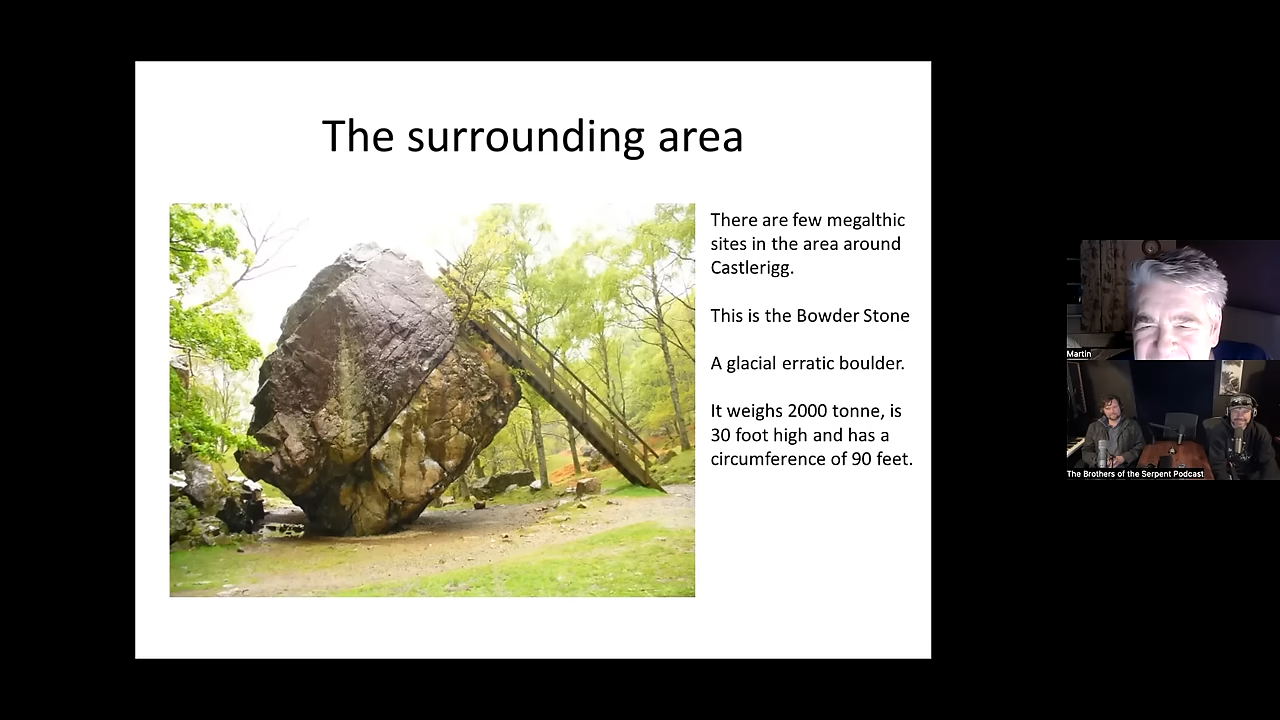 The surrounding area
There are few megalthic
sites in the area around
Castlerigg.
This is the Bowder Stone
A glacial erratic boulder.
It weighs 2000 tonne, is
30 foot high and has a
circumference of 90 feet.
Martin
The Brothers of the Serpent Podcast